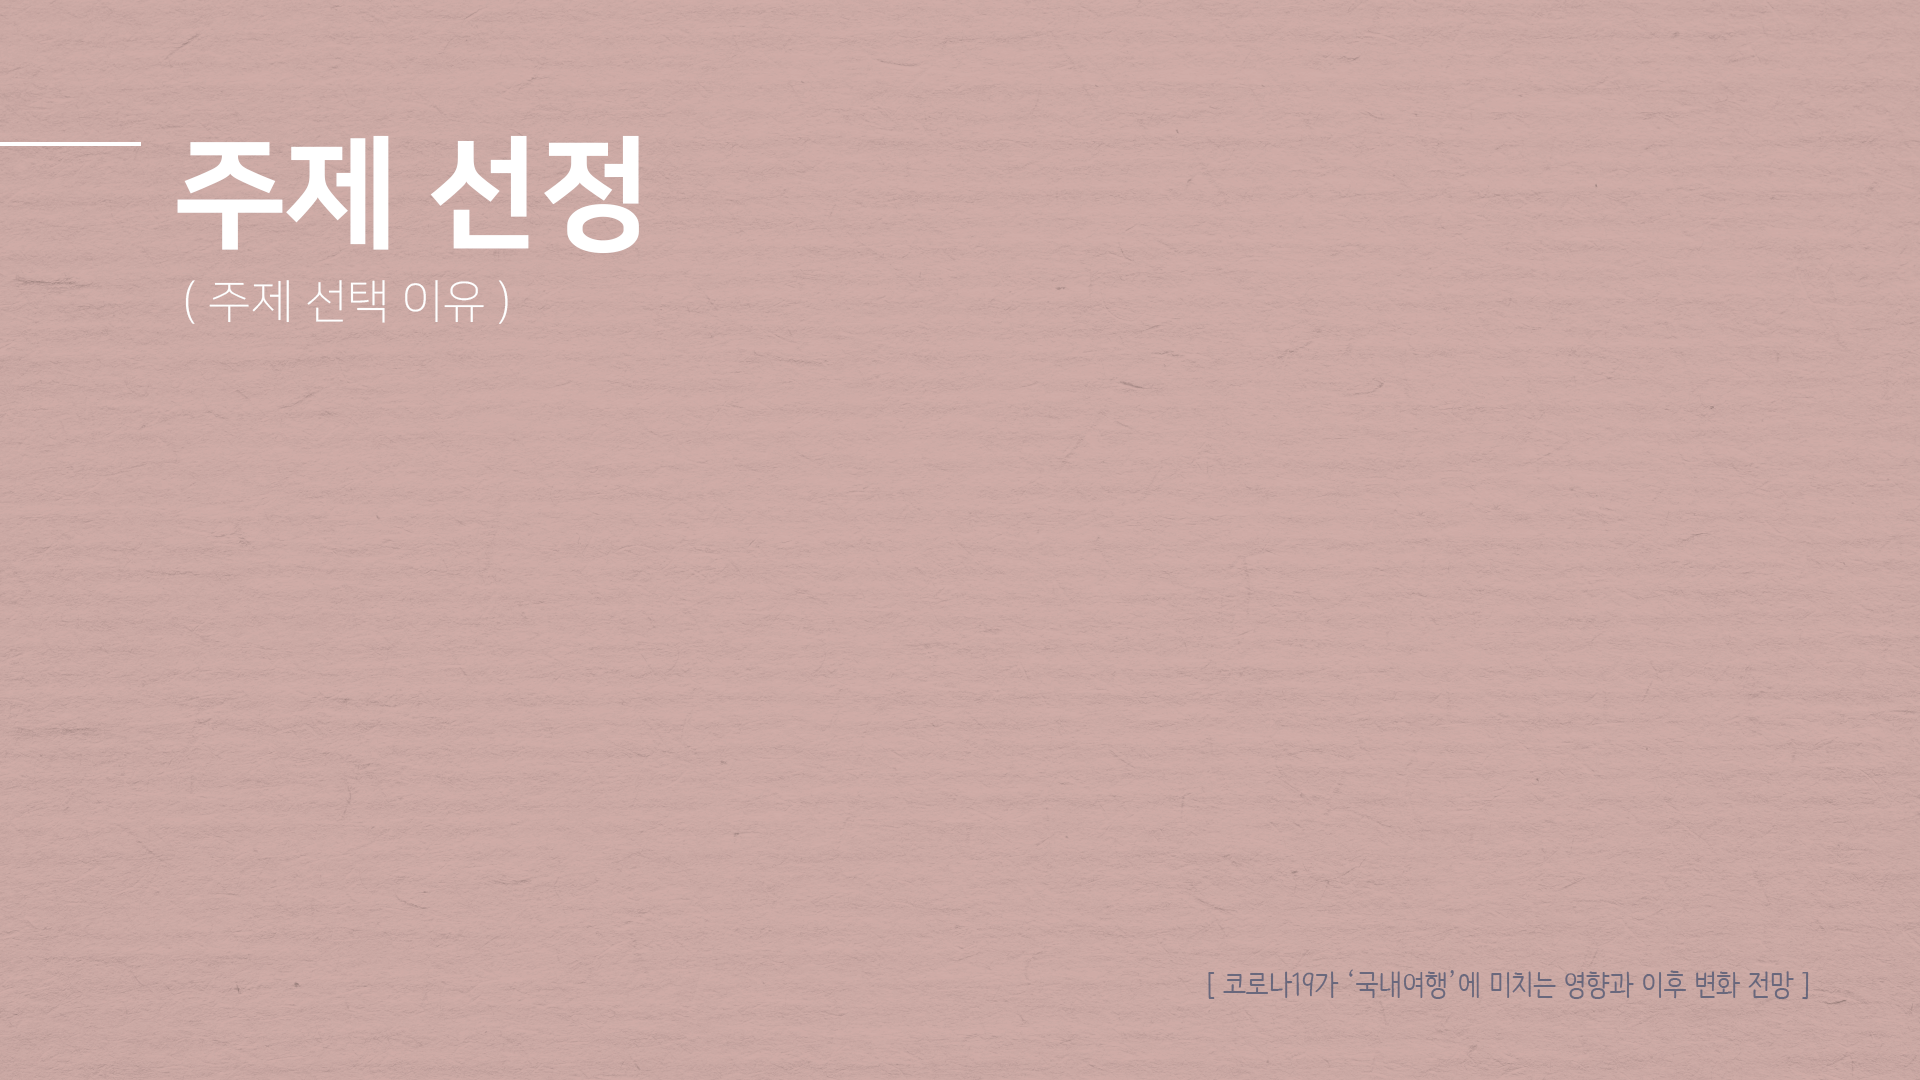 주제 선정
( 주제 선택 이유 )
[ 코로나19가 ‘국내여행’에 미치는 영향과 이후 변화 전망 ]